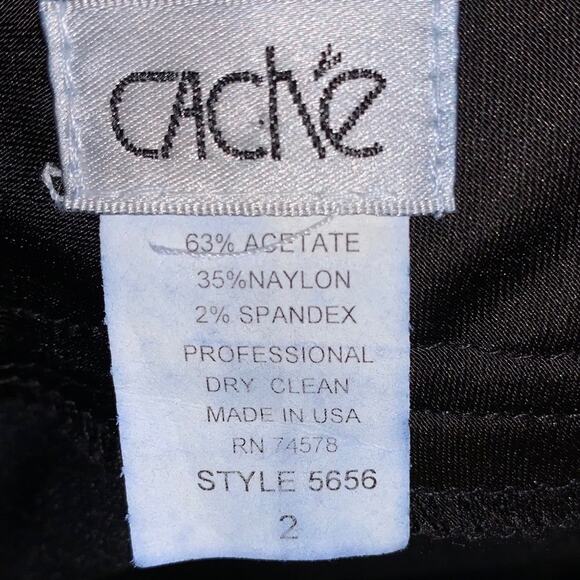 caché
63% ACETATE
35%NAYLON
2% SPANDEX
PROFESSIONAL
DRY CLEAN
MADE IN USA
RN 74578
STYLE 5656
2